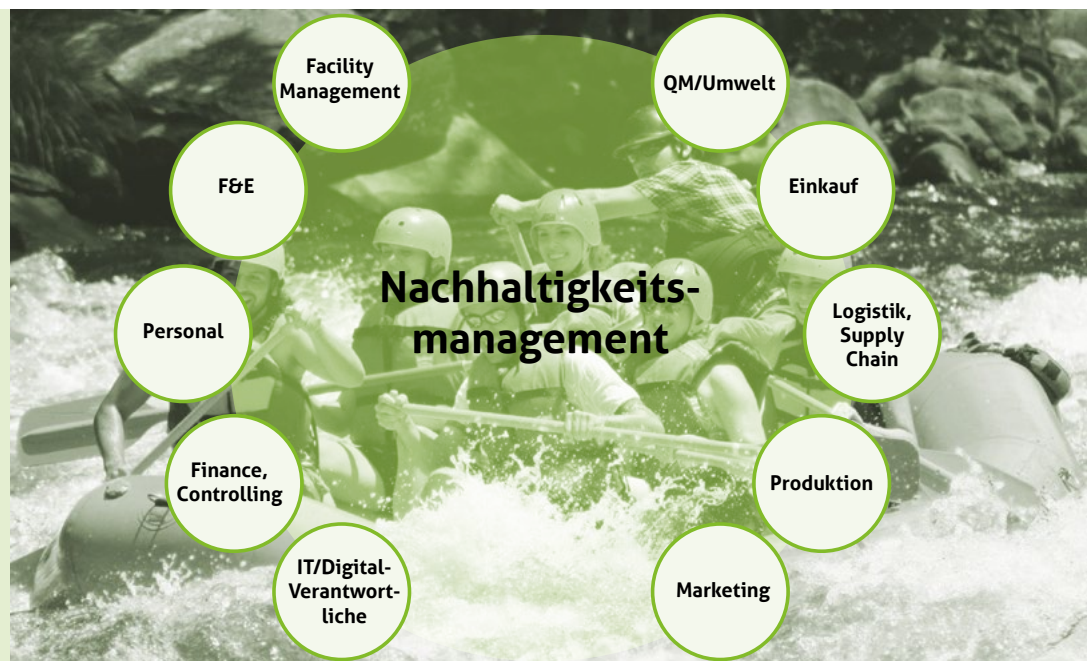 Facility
Management
QM/Umwelt
F&E
Einkauf
Nachhaltigkeits-
management
Personal
Logistik,
Supply
Chain
Finance,
Controlling
Produktion
IT/Digital-
Verantwort-
liche
Marketing